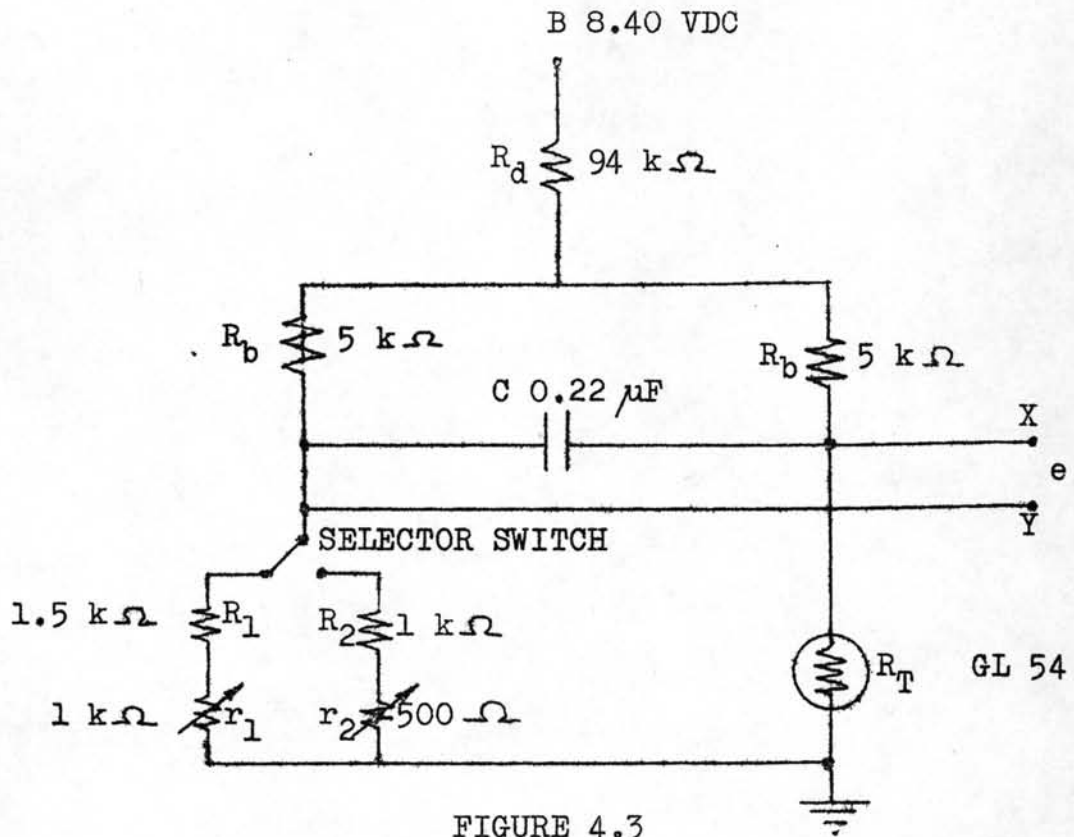 B 8.40 VDC
R_d 94 kΩ
R_b 5 kΩ
R_b 5 kΩ
C 0.22 µF
X
e
Y
SELECTOR SWITCH
1.5 kΩ R_1
R_2 1 kΩ
R_T GL 54
1 kΩ r_1
r_2 500 Ω
FIGURE 4.3